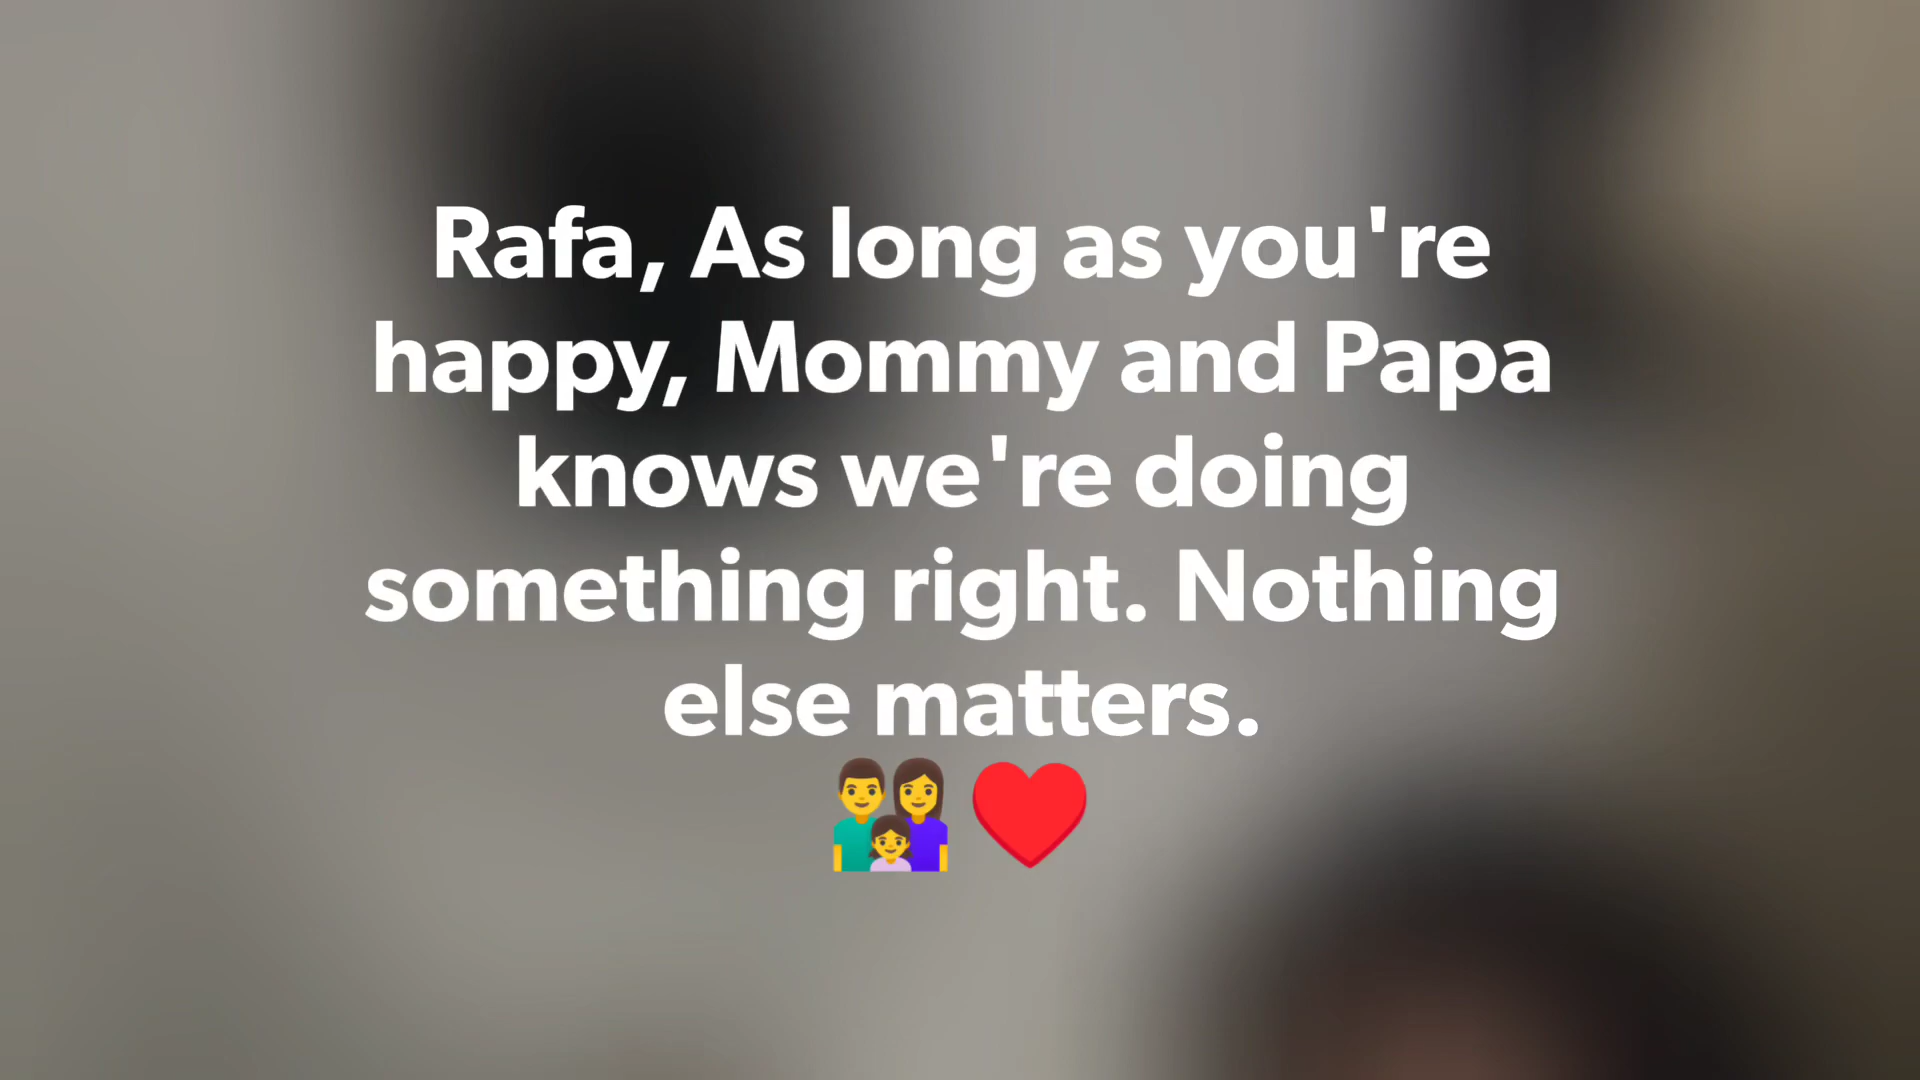 Rafa, As long as you're
happy, Mommy and Papa
knows we're doing
something right. Nothing
else matters.
👨‍👩‍👧 ❤️